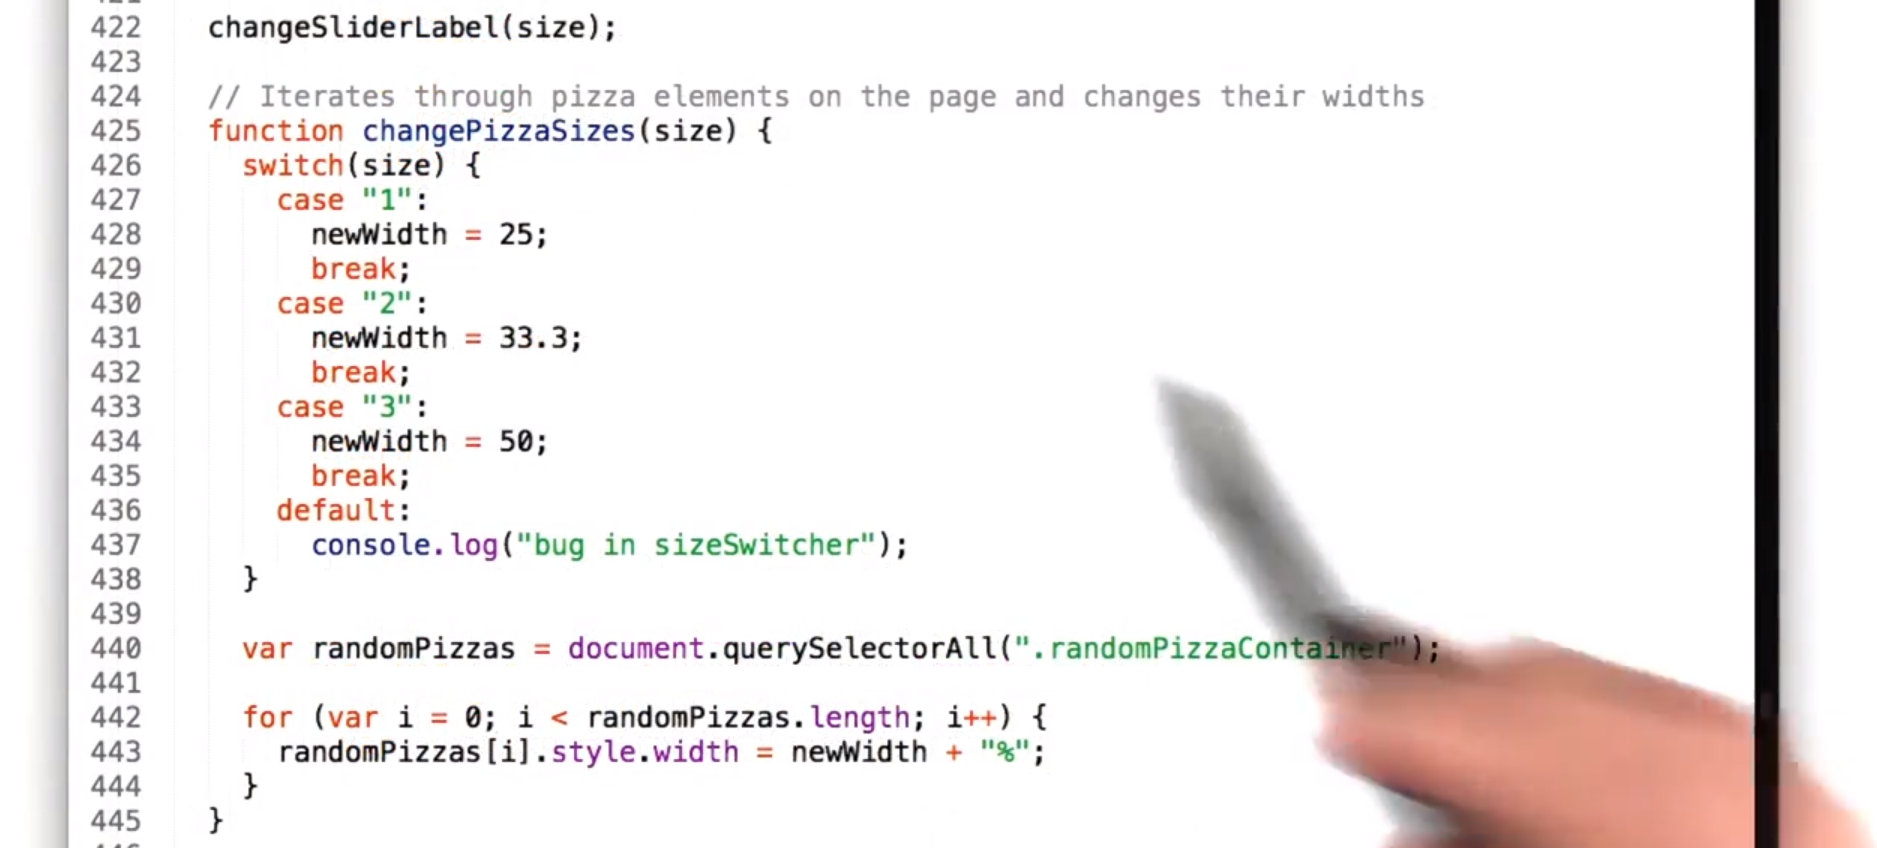 422 changeSliderLabel(size);
423
424 // Iterates through pizza elements on the page and changes their widths
425 function changePizzaSizes(size) {
426 switch(size) {
427 case "1":
428 newWidth = 25;
429 break;
430 case "2":
431 newWidth = 33.3;
432 break;
433 case "3":
434 newWidth = 50;
435 break;
436 default:
437 console.log("bug in sizeSwitcher");
438 }
439
440 var randomPizzas = document.querySelectorAll(".randomPizzaContainer");
441
442 for (var i = 0; i < randomPizzas.length; i++) {
443 randomPizzas[i].style.width = newWidth + "%";
444 }
445 }